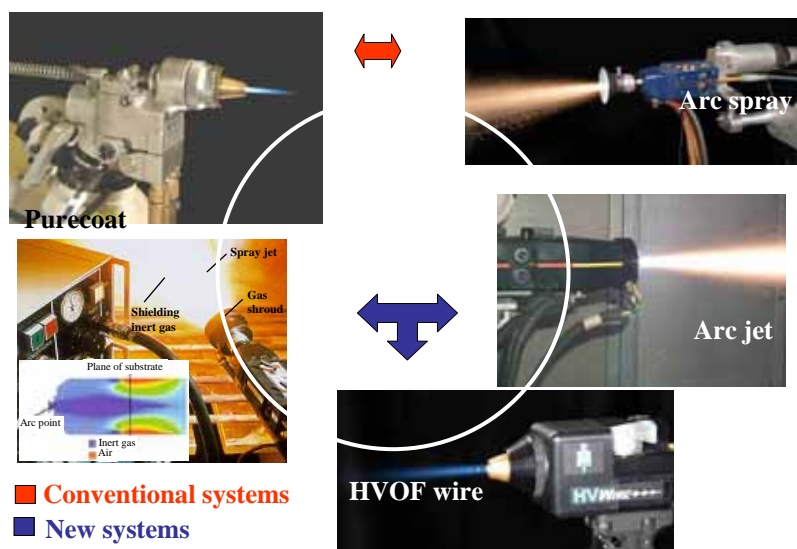 Arc spray
Purecoat
Spray jet
Shielding
inert gas
Gas
shroud
Plane of substrate
Arc point
Inert gas
Air
Arc jet
HVOF wire
Conventional systems
New systems